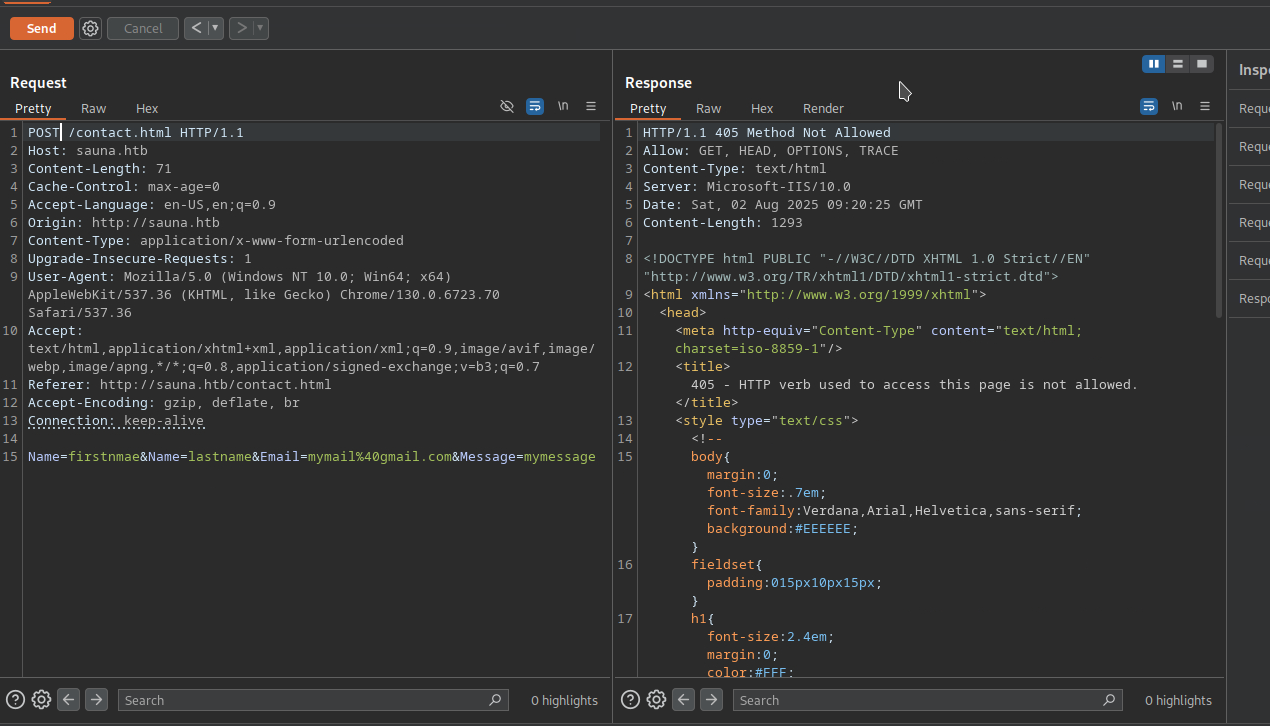 Send
Cancel
Request
Pretty Raw Hex
\n
1 POST /contact.html HTTP/1.1
2 Host: sauna.htb
3 Content-Length: 71
4 Cache-Control: max-age=0
5 Accept-Language: en-US,en;q=0.9
6 Origin: http://sauna.htb
7 Content-Type: application/x-www-form-urlencoded
8 Upgrade-Insecure-Requests: 1
9 User-Agent: Mozilla/5.0 (Windows NT 10.0; Win64; x64)
AppleWebKit/537.36 (KHTML, like Gecko) Chrome/130.0.6723.70
Safari/537.36
10 Accept:
text/html,application/xhtml+xml,application/xml;q=0.9,image/avif,image/
webp,image/apng,*/*;q=0.8,application/signed-exchange;v=b3;q=0.7
11 Referer: http://sauna.htb/contact.html
12 Accept-Encoding: gzip, deflate, br
13 Connection: keep-alive
14
15 Name=firstnmae&Name=lastname&Email=mymail%40gmail.com&Message=mymessage
Search
0 highlights
Response
Pretty Raw Hex Render
\n
1 HTTP/1.1 405 Method Not Allowed
2 Allow: GET, HEAD, OPTIONS, TRACE
3 Content-Type: text/html
4 Server: Microsoft-IIS/10.0
5 Date: Sat, 02 Aug 2025 09:20:25 GMT
6 Content-Length: 1293
7
8 <!DOCTYPE html PUBLIC "-//W3C//DTD XHTML 1.0 Strict//EN"
"http://www.w3.org/TR/xhtml1/DTD/xhtml1-strict.dtd">
9 <html xmlns="http://www.w3.org/1999/xhtml">
10 <head>
11 <meta http-equiv="Content-Type" content="text/html;
charset=iso-8859-1"/>
12 <title>
405 - HTTP verb used to access this page is not allowed.
</title>
13 <style type="text/css">
14 <!--
15 body{
margin:0;
font-size:.7em;
font-family:Verdana,Arial,Helvetica,sans-serif;
background:#EEEEEE;
}
16 fieldset{
padding:015px10px15px;
}
17 h1{
font-size:2.4em;
margin:0;
color:#FFF;
Search
0 highlights
Insp
Reque
Reque
Reque
Reque
Reque
Respo